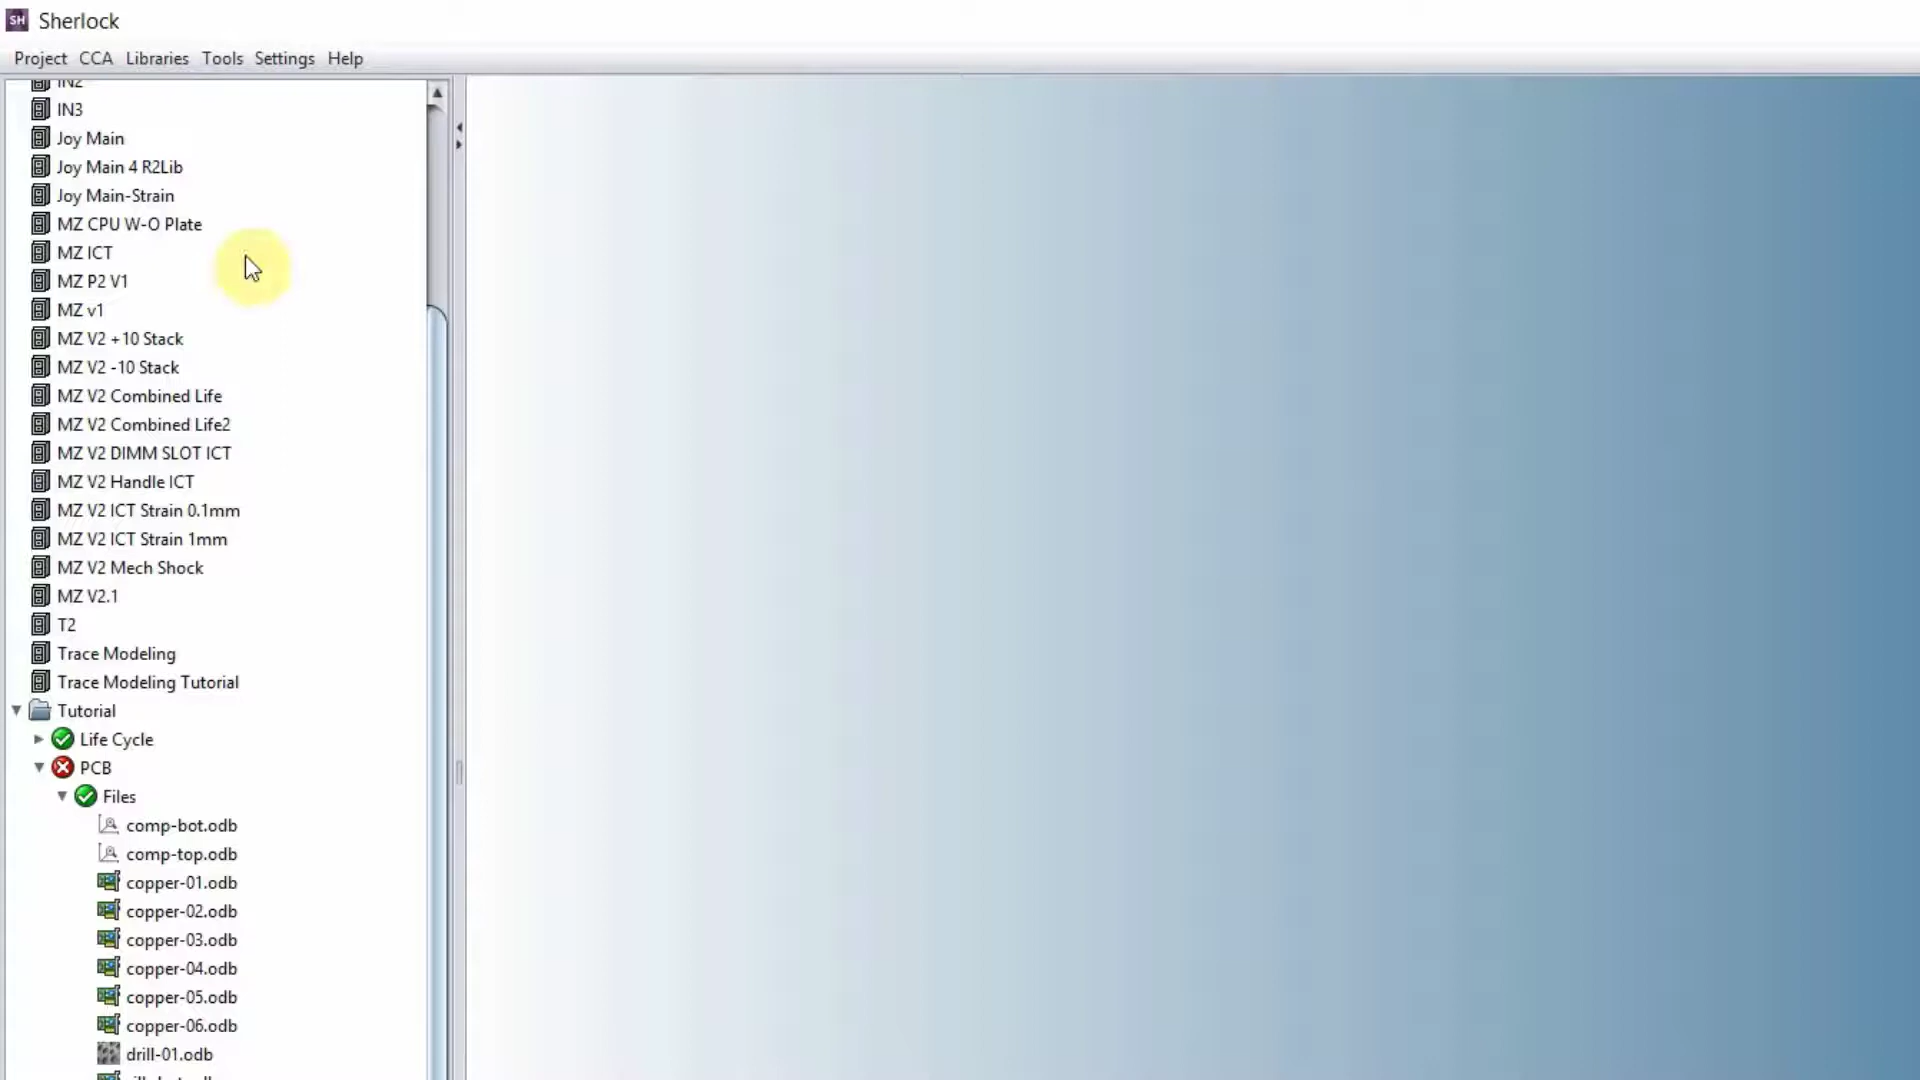 SH Sherlock
Project CCA Libraries Tools Settings Help
IN2
IN3
Joy Main
Joy Main 4 R2Lib
Joy Main-Strain
MZ CPU W-O Plate
MZ ICT
MZ P2 V1
MZ v1
MZ V2 +10 Stack
MZ V2 -10 Stack
MZ V2 Combined Life
MZ V2 Combined Life2
MZ V2 DIMM SLOT ICT
MZ V2 Handle ICT
MZ V2 ICT Strain 0.1mm
MZ V2 ICT Strain 1mm
MZ V2 Mech Shock
MZ V2.1
T2
Trace Modeling
Trace Modeling Tutorial
Tutorial
Life Cycle
PCB
Files
comp-bot.odb
comp-top.odb
copper-01.odb
copper-02.odb
copper-03.odb
copper-04.odb
copper-05.odb
copper-06.odb
drill-01.odb